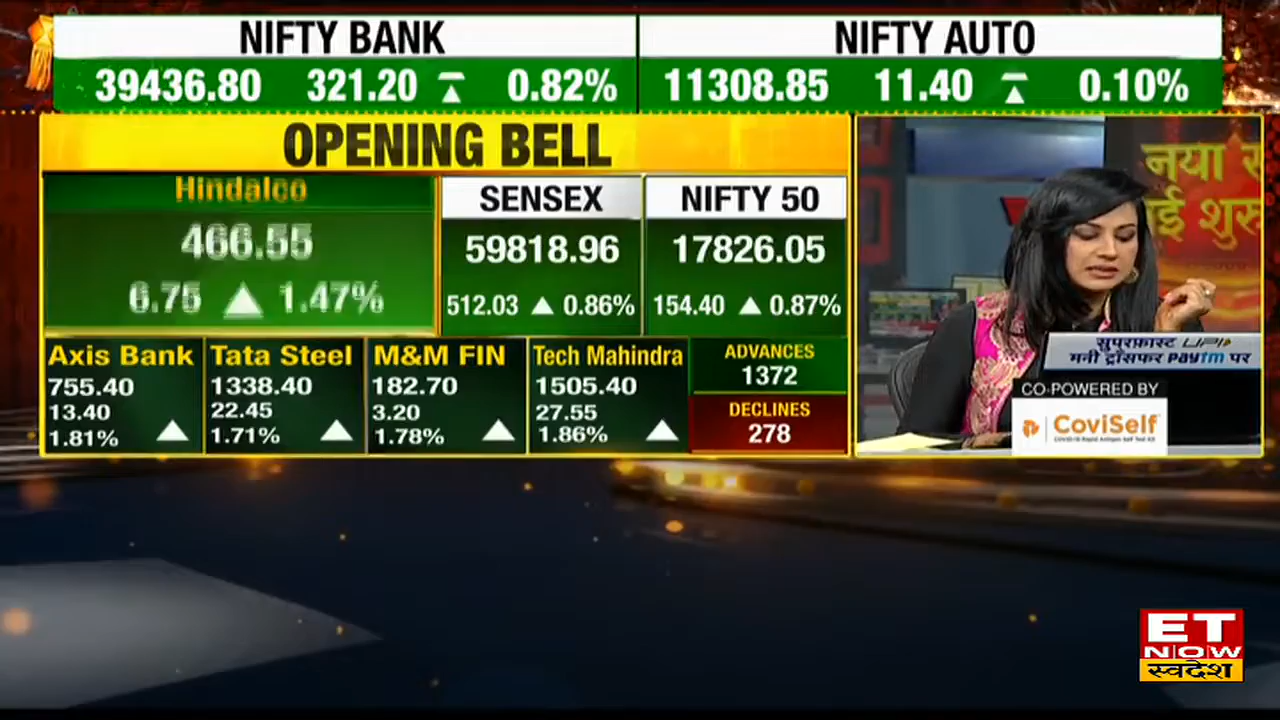 NIFTY BANK
39436.80 321.20 0.82%
NIFTY AUTO
11308.85 11.40 0.10%
OPENING BELL
Hindalco
466.55
6.75 1.47%
SENSEX
59818.96
512.03 0.86%
NIFTY 50
17826.05
154.40 0.87%
Axis Bank
755.40
13.40
1.81%
Tata Steel
1338.40
22.45
1.71%
M&M FIN
182.70
3.20
1.78%
Tech Mahindra
1505.40
27.55
1.86%
ADVANCES
1372
DECLINES
278
नया
शुरु
सुपरफ़ास्ट UPI
मनी ट्रांसफर paytm पर
CO-POWERED BY
CoviSelf
ET
NOW
स्वदेश